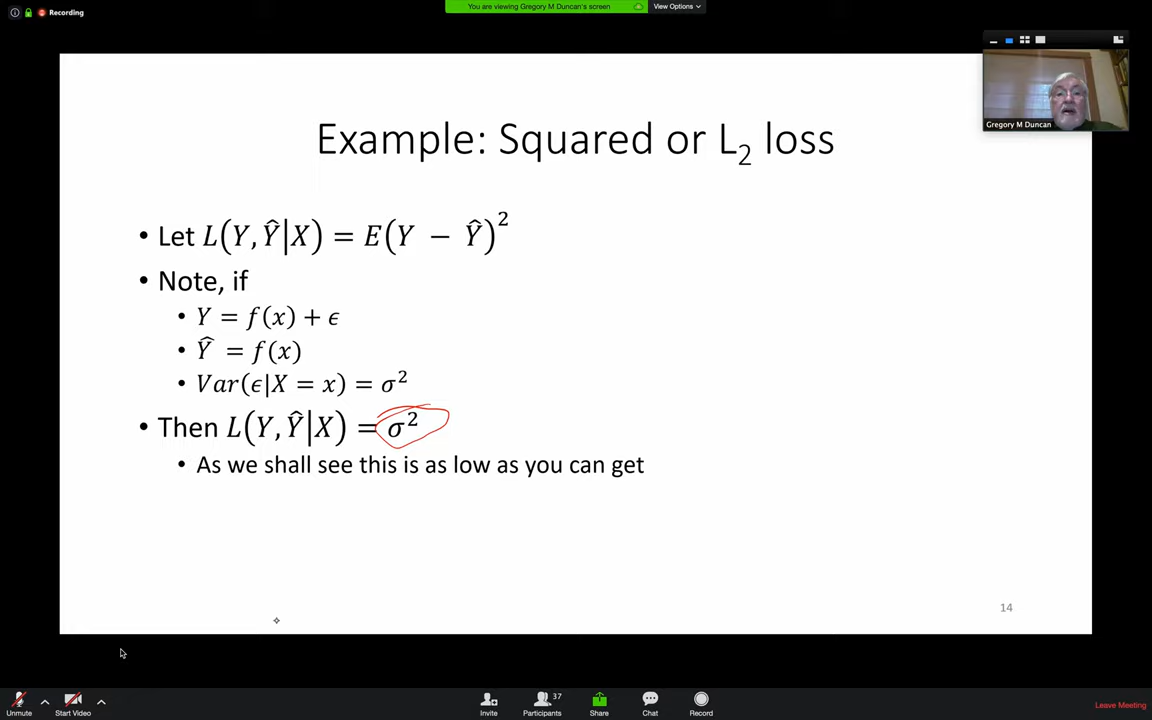 Recording
You are viewing Gregory M Duncan's screen
View Options
Gregory M Duncan
Example: Squared or L₂ loss
• Let L(Y, Ŷ|X) = E(Y − Ŷ)²
• Note, if
• Y = f(x) + ϵ
• Ŷ = f(x)
• Var(ϵ|X = x) = σ²
• Then L(Y, Ŷ|X) = σ²
• As we shall see this is as low as you can get
14
Unmute
Start Video
Invite
Participants 37
Share
Chat
Record
Leave Meeting